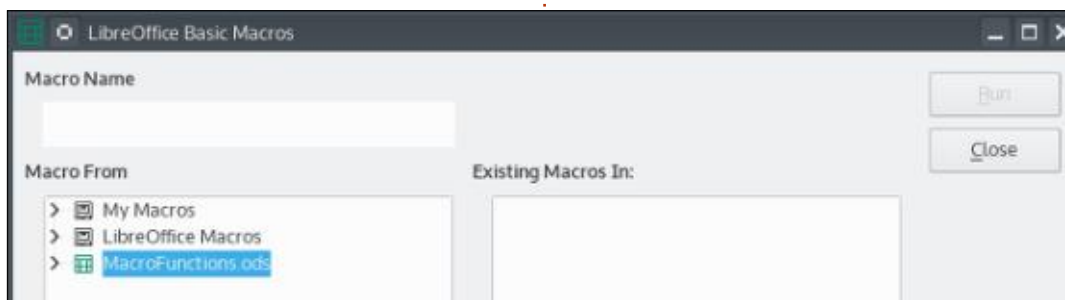 LibreOffice Basic Macros
Macro Name
Run
Close
Macro From
Existing Macros In:
My Macros
LibreOffice Macros
MacroFunctions.ods